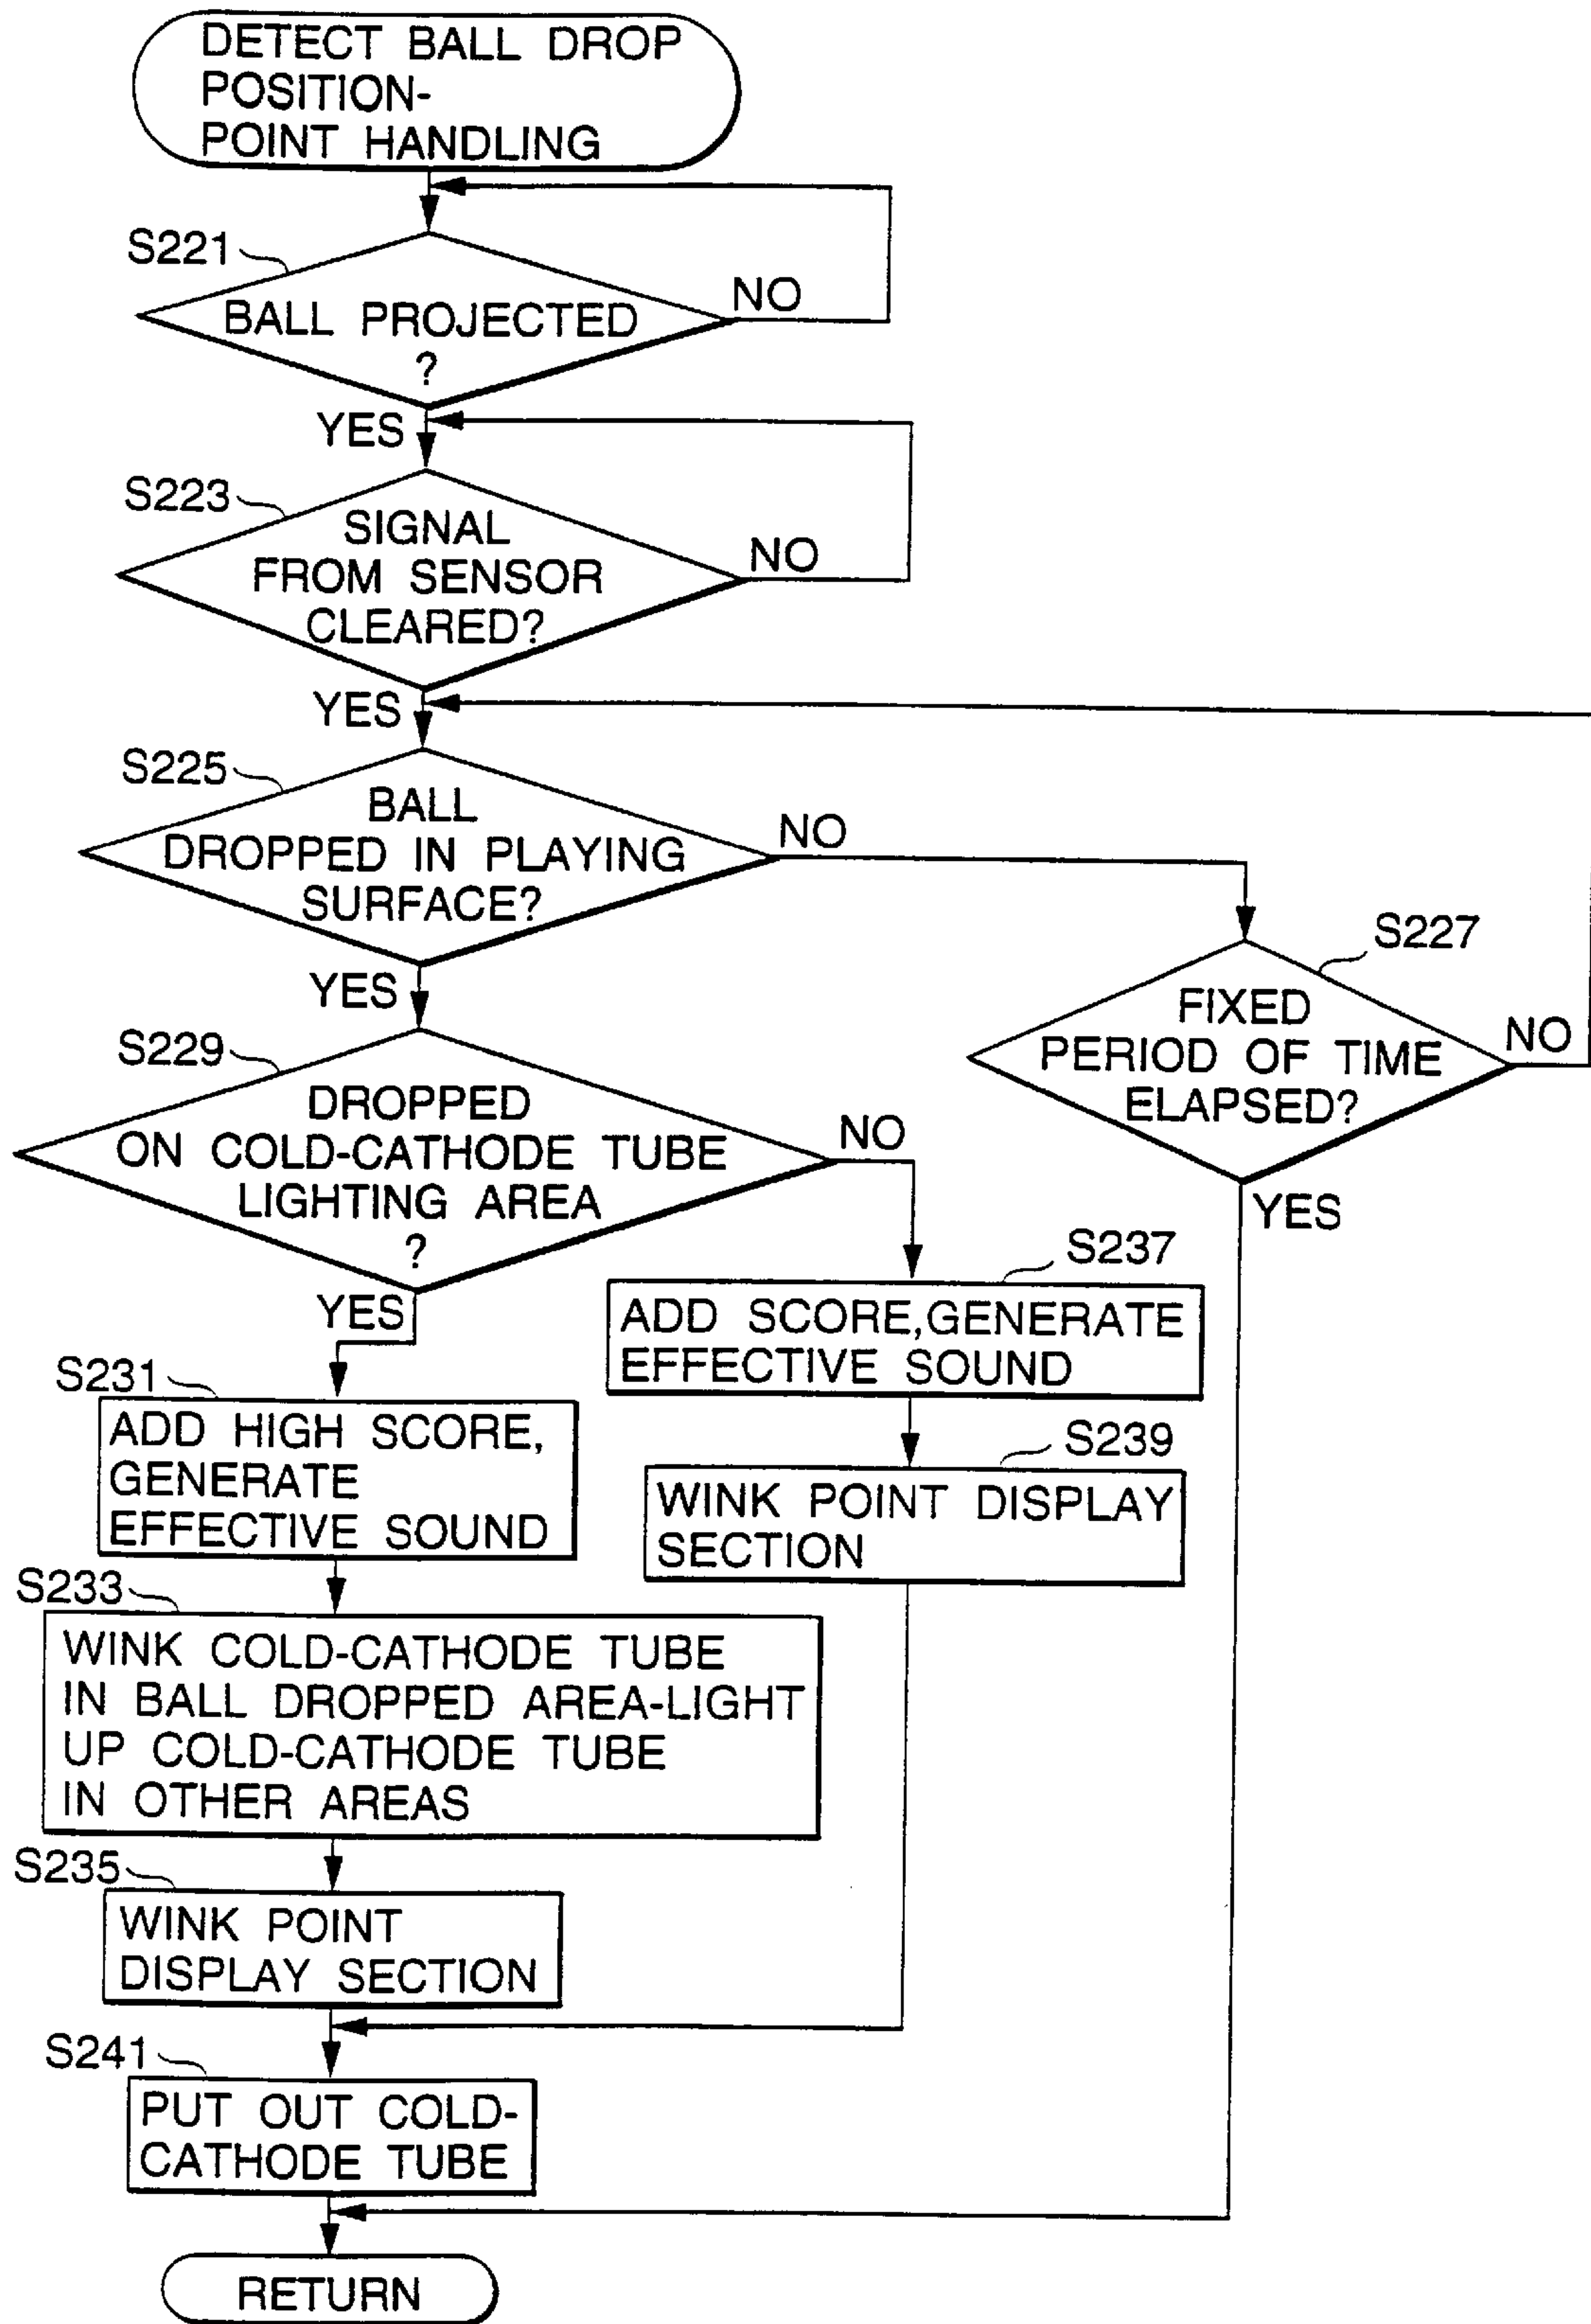 DETECT BALL DROP
POSITION-
POINT HANDLING
S221
BALL PROJECTED
?
NO
YES
S223
SIGNAL
FROM SENSOR
CLEARED?
NO
YES
S225
BALL
DROPPED IN PLAYING
SURFACE?
NO
YES
S227
FIXED
PERIOD OF TIME
ELAPSED?
NO
YES
S229
DROPPED
ON COLD-CATHODE TUBE
LIGHTING AREA
?
NO
YES
S237
ADD SCORE,GENERATE
EFFECTIVE SOUND
S239
WINK POINT DISPLAY
SECTION
S231
ADD HIGH SCORE,
GENERATE
EFFECTIVE SOUND
S233
WINK COLD-CATHODE TUBE
IN BALL DROPPED AREA-LIGHT
UP COLD-CATHODE TUBE
IN OTHER AREAS
S235
WINK POINT
DISPLAY SECTION
S241
PUT OUT COLD-
CATHODE TUBE
RETURN